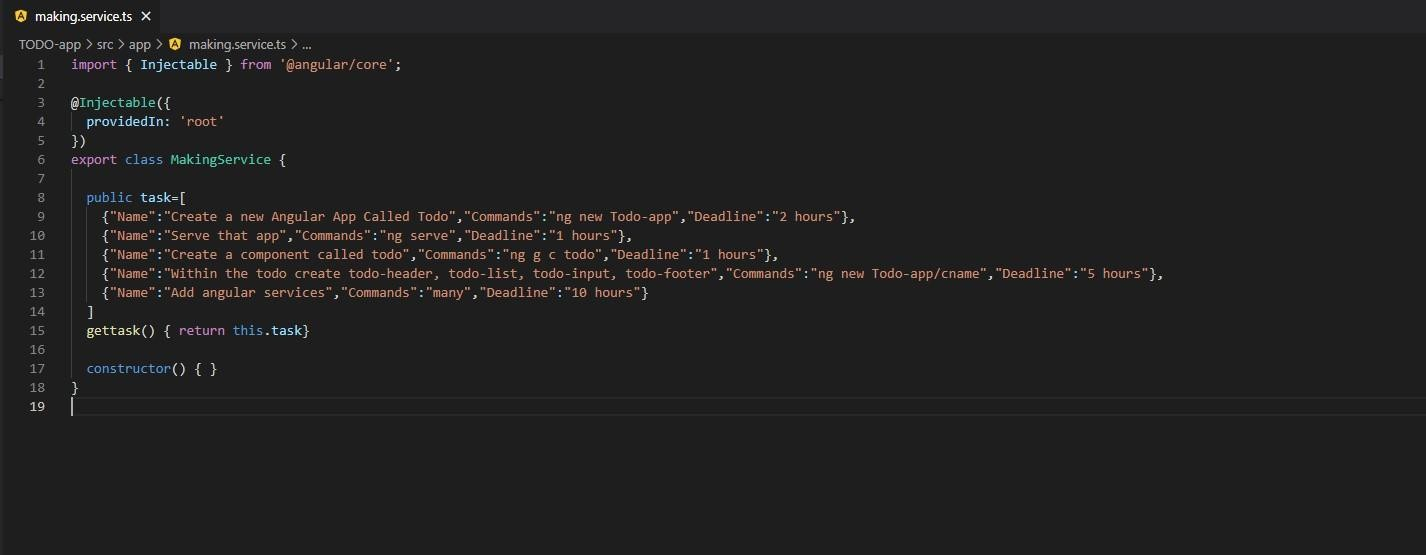 making.service.ts ×
TODO-app > src > app > making.service.ts > ...
1 import { Injectable } from '@angular/core';
2
3 @Injectable({
4   providedIn: 'root'
5 })
6 export class MakingService {
7
8   public task=[
9     {"Name":"Create a new Angular App Called Todo","Commands":"ng new Todo-app","Deadline":"2 hours"},
10     {"Name":"Serve that app","Commands":"ng serve","Deadline":"1 hours"},
11     {"Name":"Create a component called todo","Commands":"ng g c todo","Deadline":"1 hours"},
12     {"Name":"Within the todo create todo-header, todo-list, todo-input, todo-footer","Commands":"ng new Todo-app/cname","Deadline":"5 hours"},
13     {"Name":"Add angular services","Commands":"many","Deadline":"10 hours"}
14   ]
15   gettask() { return this.task}
16
17   constructor() { }
18 }
19